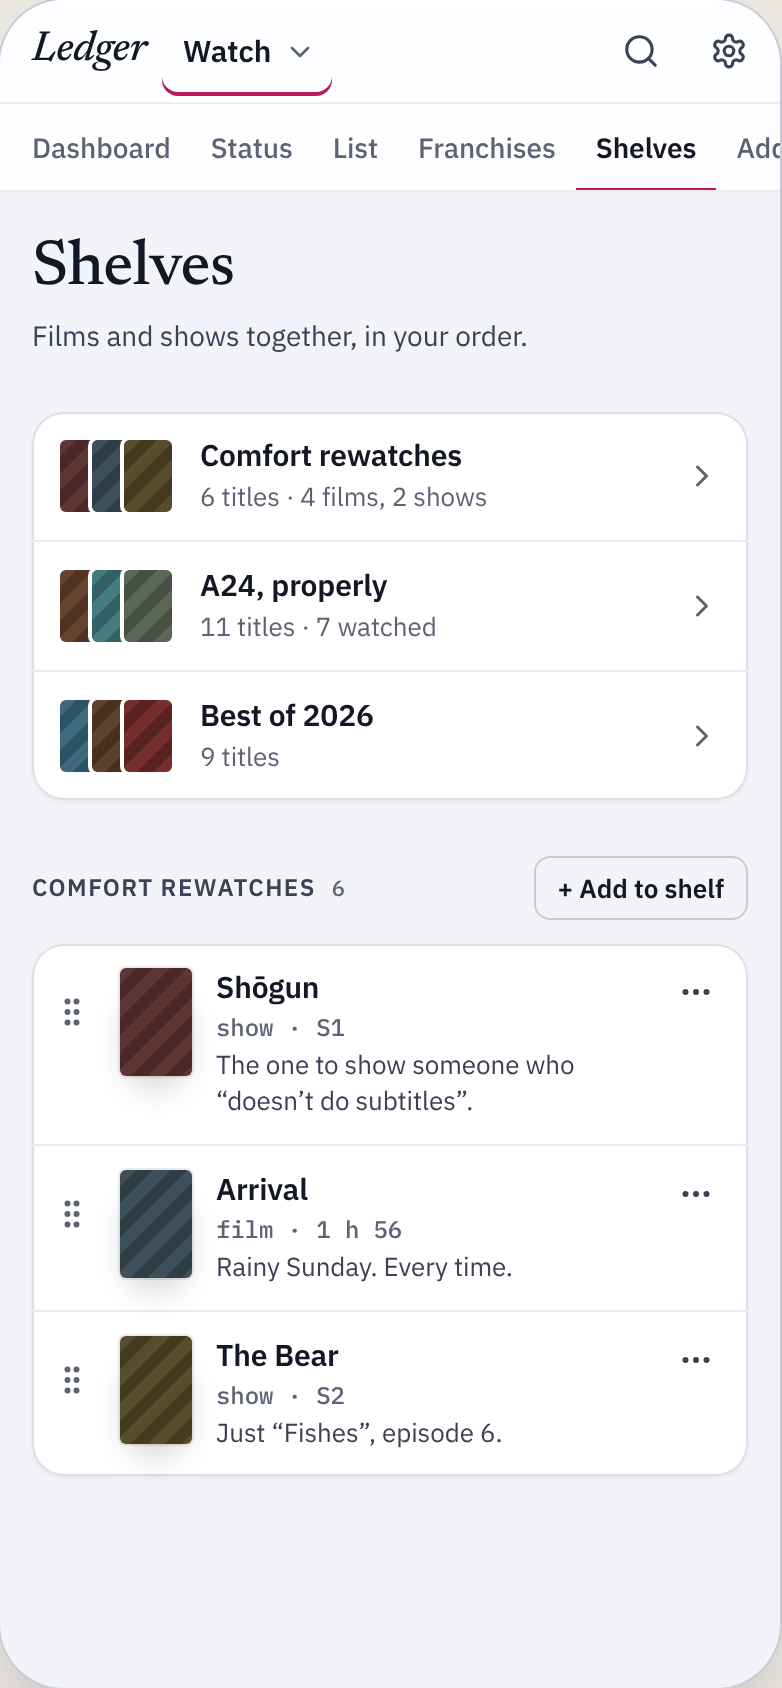 Ledger Watch
Dashboard Status List Franchises Shelves
Shelves
Films and shows together, in your order.
Comfort rewatches
6 titles · 4 films, 2 shows
A24, properly
11 titles · 7 watched
Best of 2026
9 titles
COMFORT REWATCHES 6
+ Add to shelf
Shōgun
show · S1
The one to show someone who
“doesn’t do subtitles”.
Arrival
film · 1 h 56
Rainy Sunday. Every time.
The Bear
show · S2
Just “Fishes”, episode 6.